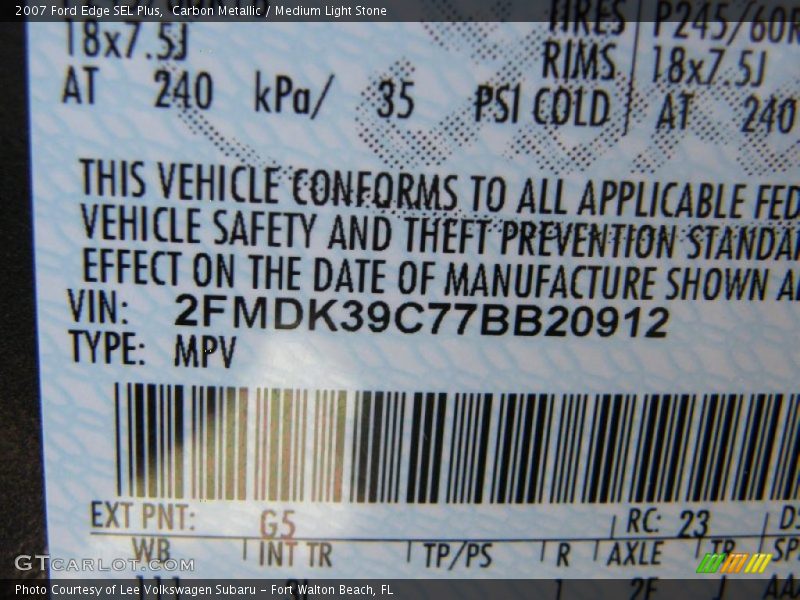 2007 Ford Edge SEL Plus, Carbon Metallic / Medium Light Stone
TIRES P245/60R
18x7.5J RIMS 18x7.5J
AT 240 kPa/ 35 PSI COLD AT 240
THIS VEHICLE CONFORMS TO ALL APPLICABLE FED
VEHICLE SAFETY AND THEFT PREVENTION STANDA
EFFECT ON THE DATE OF MANUFACTURE SHOWN A
VIN: 2FMDK39C77BB20912
TYPE: MPV
EXT PNT: G5 RC: 23 DS
WB INT TR TP/PS R AXLE TR SP
GTCARLOT.COM
Photo Courtesy of Lee Volkswagen Subaru - Fort Walton Beach, FL